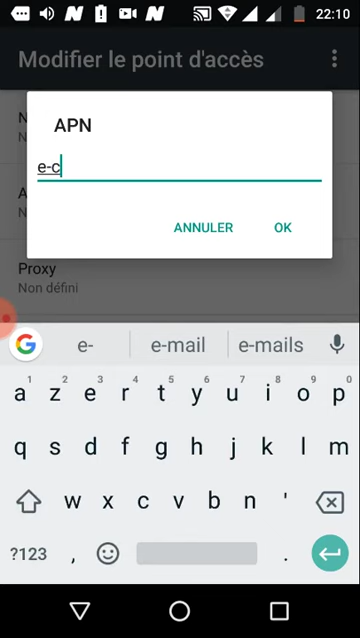 22:10
Modifier le point d'accès
N
N
APN
e-c
A
N
ANNULER OK
Proxy
Non défini
e- e-mail e-mails
1 2 3 4 5 6 7 8 9 0
a z e r t y u i o p
q s d f g h j k l m
w x c v b n '
?123 , .